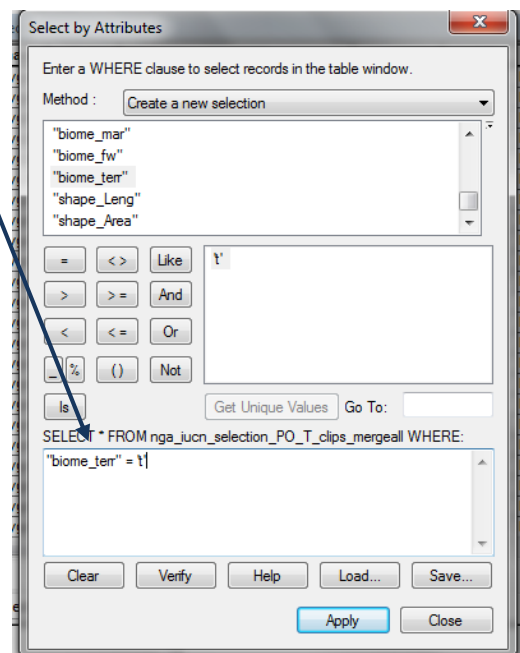 Select by Attributes
Enter a WHERE clause to select records in the table window.
Method : Create a new selection
"biome_mar"
"biome_fw"
"biome_terr"
"shape_Leng"
"shape_Area"
= <> Like 't'
> >= And
< <= Or
_ % () Not
Is Get Unique Values Go To:
SELECT * FROM nga_iucn_selection_PO_T_clips_mergeall WHERE:
"biome_terr" = 't'
Clear Verify Help Load... Save...
Apply Close